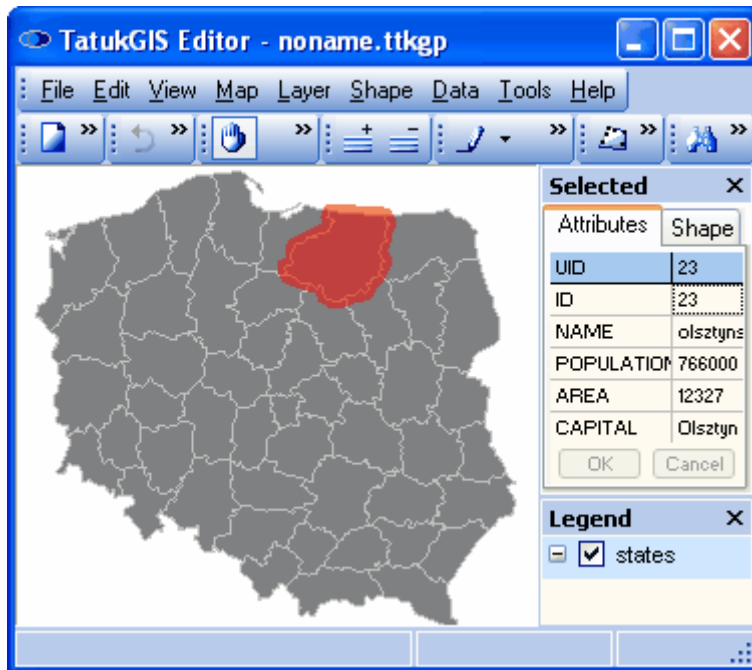 TatukGIS Editor - noname.ttkgp
File Edit View Map Layer Shape Data Tools Help
Selected
Attributes Shape
UID 23
ID 23
NAME olsztyns
POPULATION 766000
AREA 12327
CAPITAL Olsztyn
OK Cancel
Legend
states